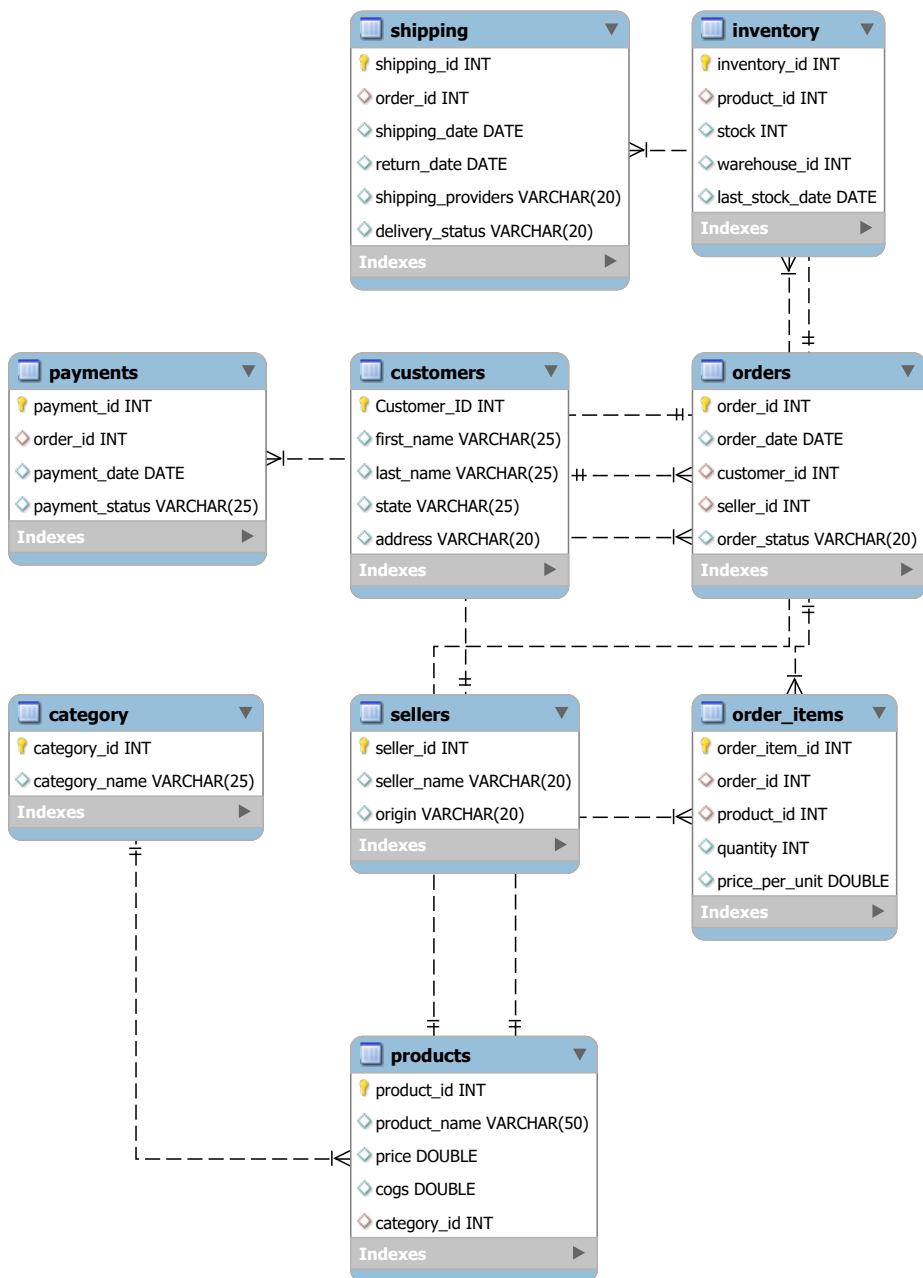 shipping
shipping_id INT
order_id INT
shipping_date DATE
return_date DATE
shipping_providers VARCHAR(20)
delivery_status VARCHAR(20)
Indexes
inventory
inventory_id INT
product_id INT
stock INT
warehouse_id INT
last_stock_date DATE
Indexes
payments
payment_id INT
order_id INT
payment_date DATE
payment_status VARCHAR(25)
Indexes
customers
Customer_ID INT
first_name VARCHAR(25)
last_name VARCHAR(25)
state VARCHAR(25)
address VARCHAR(20)
Indexes
orders
order_id INT
order_date DATE
customer_id INT
seller_id INT
order_status VARCHAR(20)
Indexes
category
category_id INT
category_name VARCHAR(25)
Indexes
sellers
seller_id INT
seller_name VARCHAR(20)
origin VARCHAR(20)
Indexes
order_items
order_item_id INT
order_id INT
product_id INT
quantity INT
price_per_unit DOUBLE
Indexes
products
product_id INT
product_name VARCHAR(50)
price DOUBLE
cogs DOUBLE
category_id INT
Indexes